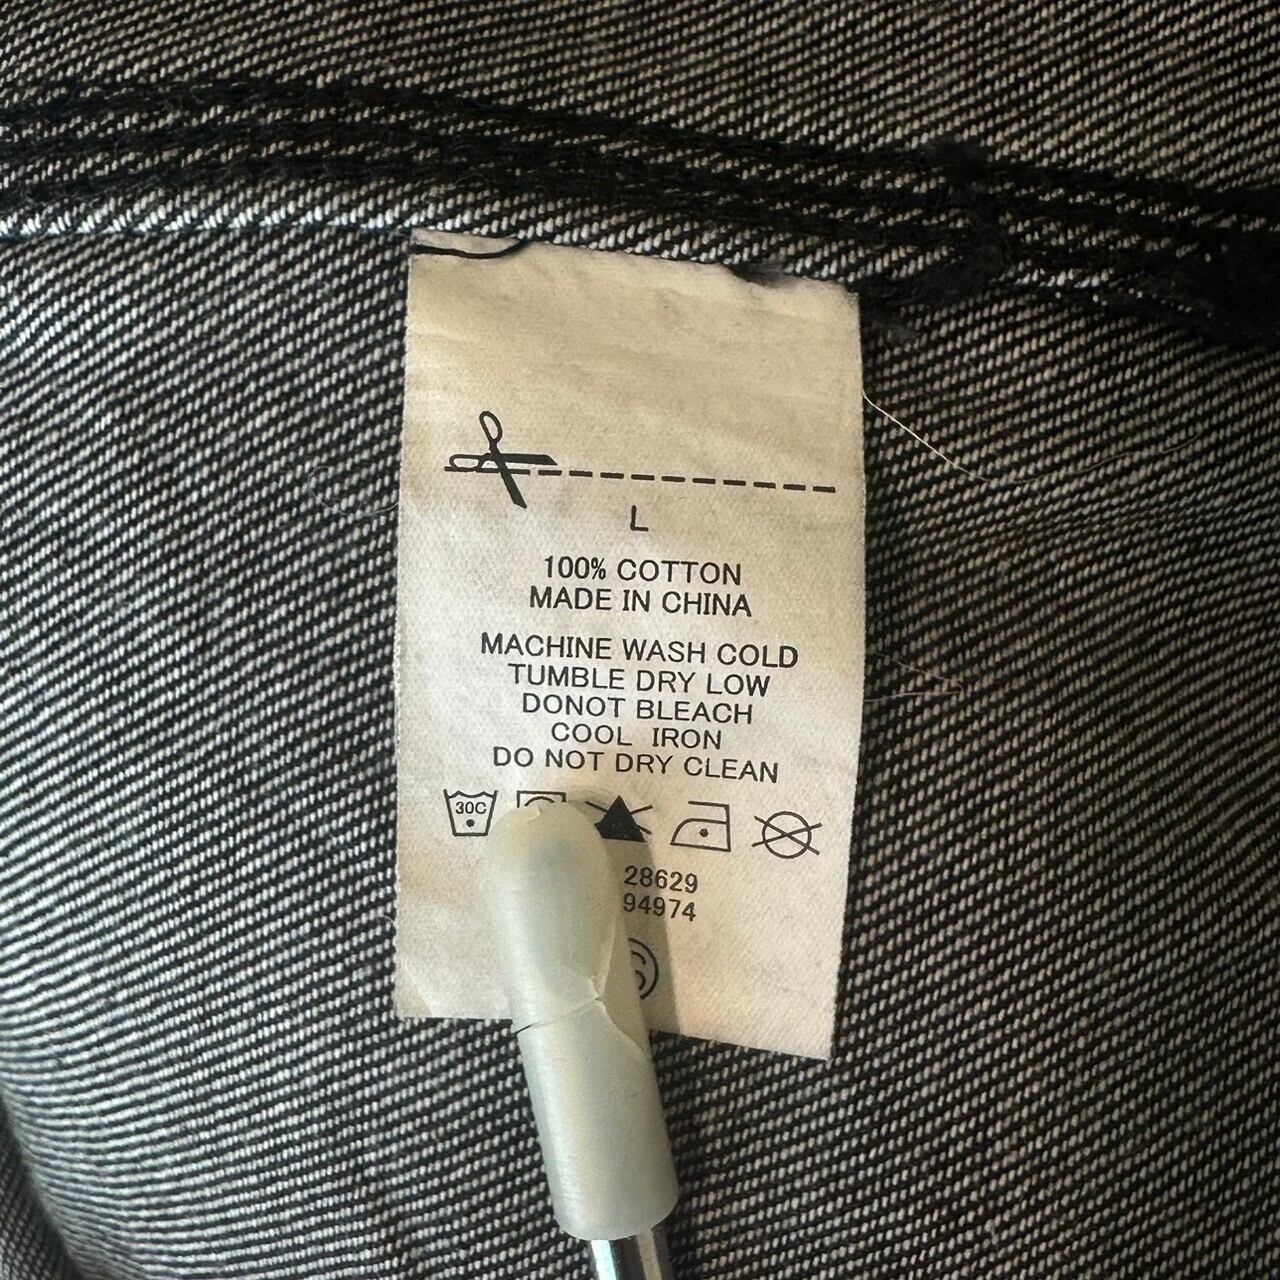 L
100% COTTON
MADE IN CHINA
MACHINE WASH COLD
TUMBLE DRY LOW
DONOT BLEACH
COOL IRON
DO NOT DRY CLEAN
30C
28629
94974